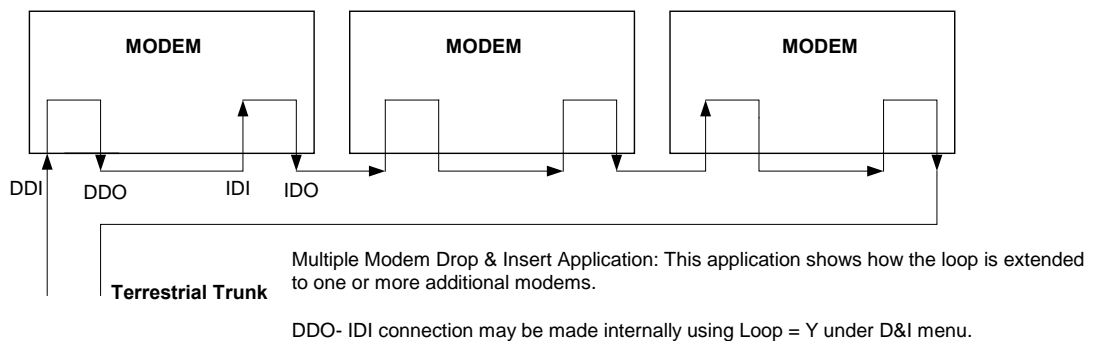 MODEM MODEM MODEM
DDI DDO IDI IDO
Terrestrial Trunk
Multiple Modem Drop & Insert Application: This application shows how the loop is extended
to one or more additional modems.
DDO- IDI connection may be made internally using Loop = Y under D&I menu.